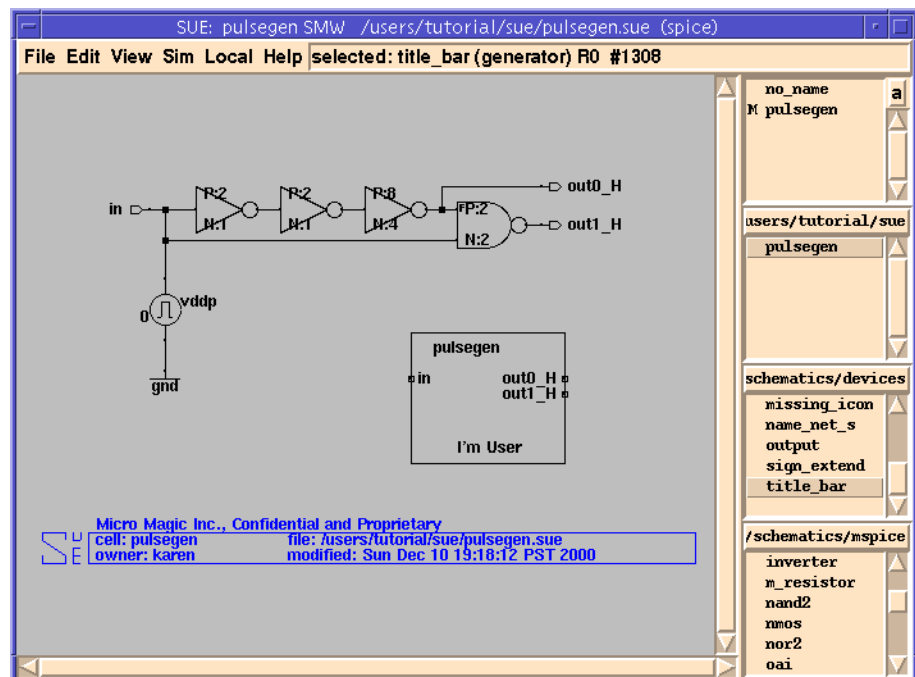 SUE: pulsegen SMW /users/tutorial/sue/pulsegen.sue (spice)
File Edit View Sim Local Help selected: title_bar (generator) R0 #1308
no_name
a
M pulsegen
users/tutorial/sue
pulsegen
schematics/devices
missing_icon
name_net_s
output
sign_extend
title_bar
/schematics/mspice
inverter
m_resistor
nand2
nmos
nor2
oai
in
P:2
N:1
P:2
N:1
P:8
N:4
rP:2
N:2
out0_H
out1_H
0
vddp
gnd
pulsegen
in
out0_H
out1_H
I'm User
Micro Magic Inc., Confidential and Proprietary
SUE
cell: pulsegen file: /users/tutorial/sue/pulsegen.sue
owner: karen modified: Sun Dec 10 19:18:12 PST 2000